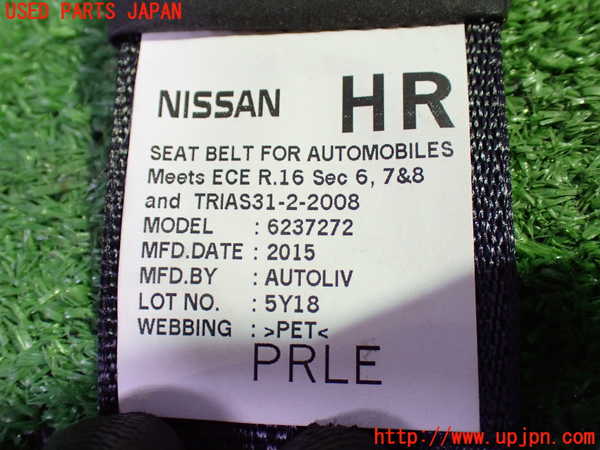 USED PARTS JAPAN
NISSAN HR
SEAT BELT FOR AUTOMOBILES
Meets ECE R.16 Sec 6, 7&8
and TRIAS31-2-2008
MODEL : 6237272
MFD.DATE : 2015
MFD.BY : AUTOLIV
LOT NO. : 5Y18
WEBBING : >PET<
PRLE
http://www.upjpn.com/